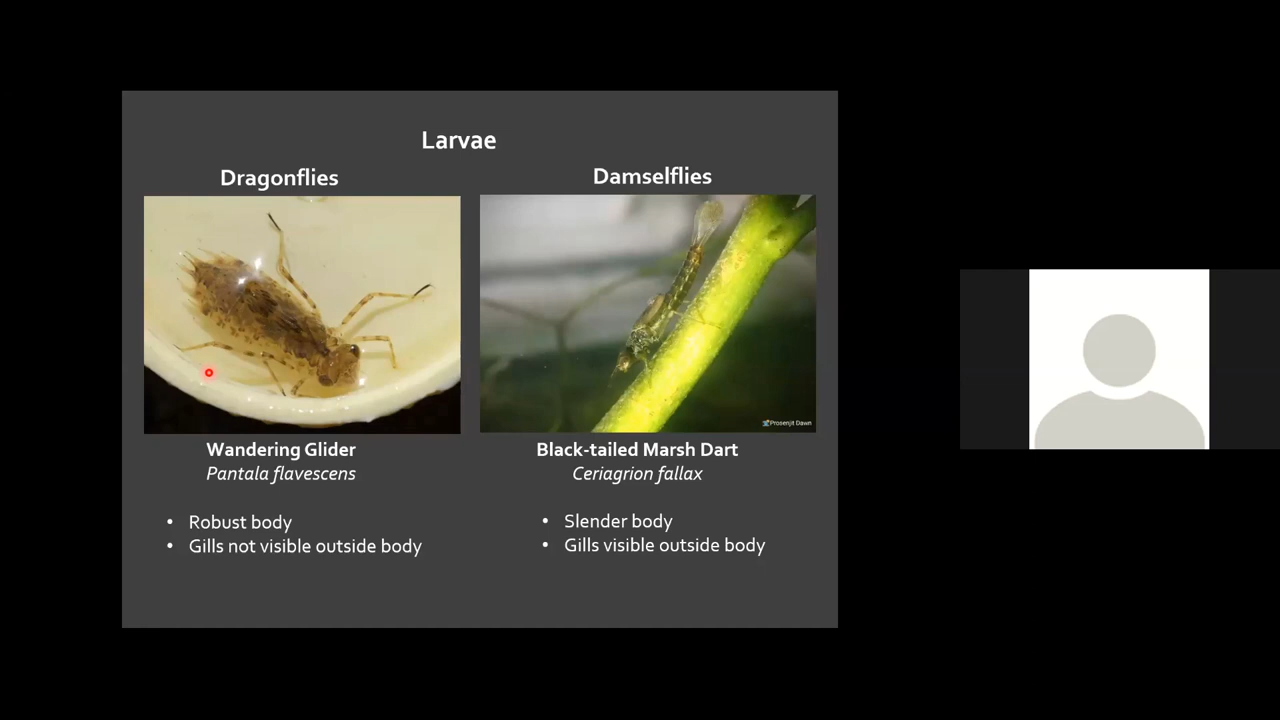 Larvae
Dragonflies
Damselflies
Prosenjit Dawn
Wandering Glider
Pantala flavescens
Black-tailed Marsh Dart
Ceriagrion fallax
• Robust body
• Gills not visible outside body
• Slender body
• Gills visible outside body